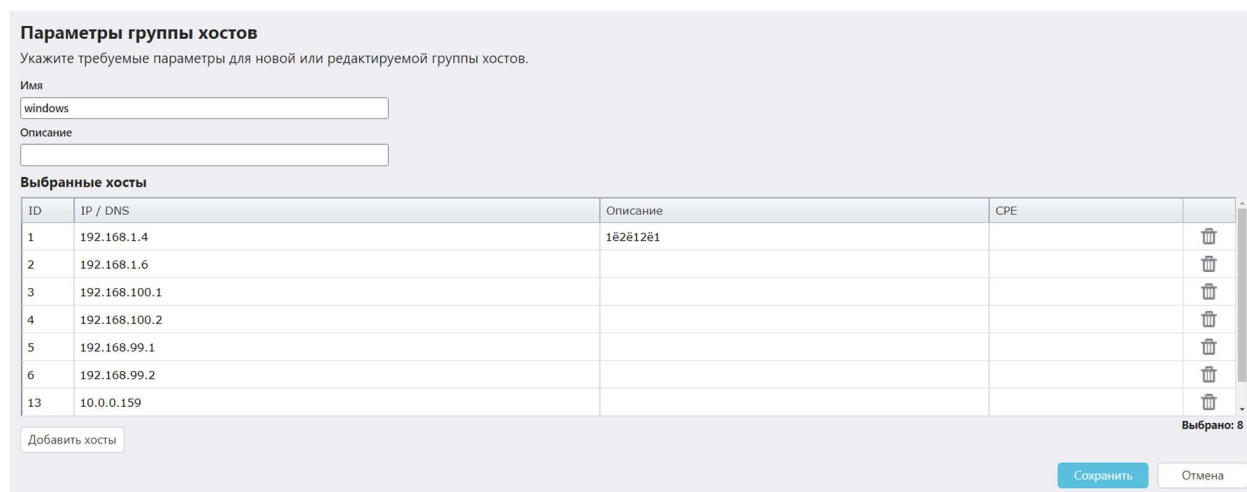 Параметры группы хостов
Укажите требуемые параметры для новой или редактируемой группы хостов.
Имя
windows
Описание
Выбранные хосты
ID IP / DNS Описание CPE
1 192.168.1.4 1ё2ё12ё1
2 192.168.1.6
3 192.168.100.1
4 192.168.100.2
5 192.168.99.1
6 192.168.99.2
13 10.0.0.159
Выбрано: 8
Добавить хосты
Сохранить Отмена